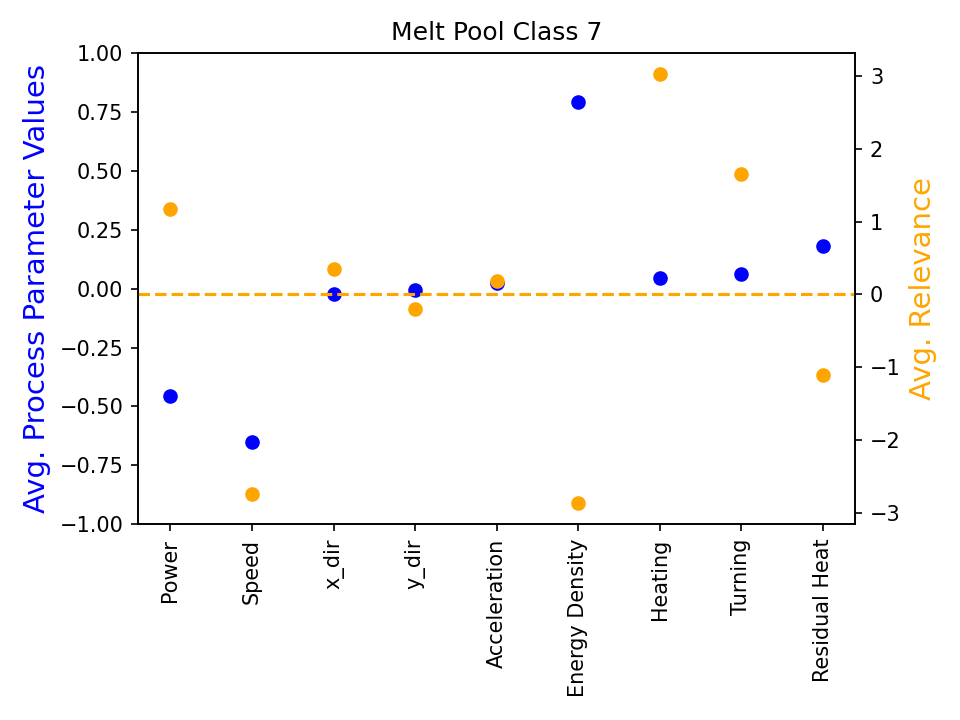 Melt Pool Class 7
Avg. Process Parameter Values
1.00
0.75
0.50
0.25
0.00
−0.25
−0.50
−0.75
−1.00
3
2
1
0
−1
−2
−3
Avg. Relevance
Power
Speed
x_dir
y_dir
Acceleration
Energy Density
Heating
Turning
Residual Heat